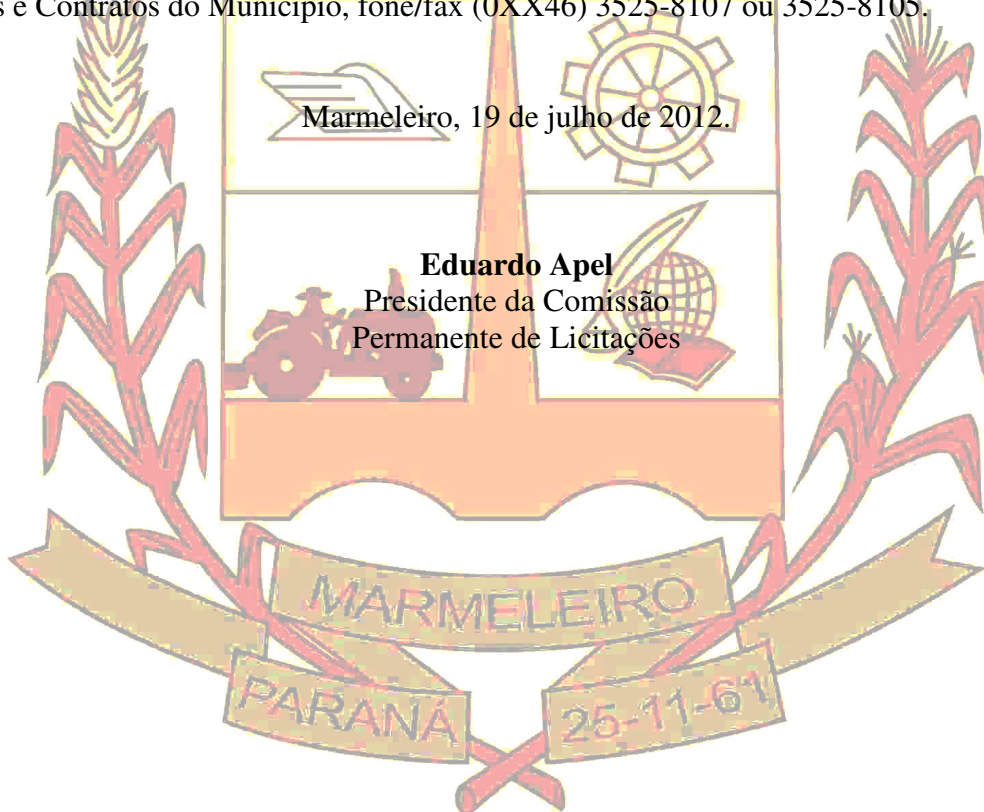 s e Contratos do Município, fone/fax (0XX46) 3525-8107 ou 3525-8105.
Marmeleiro, 19 de julho de 2012.
Eduardo Apel
Presidente da Comissão
Permanente de Licitações
MARMELEIRO
PARANÁ
25-11-61